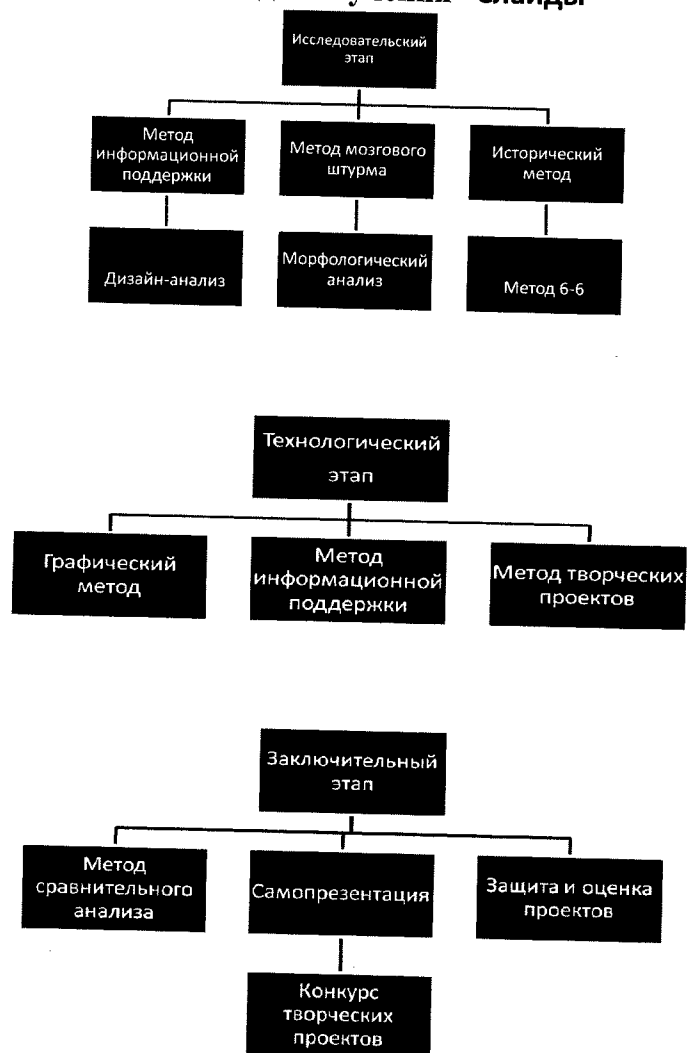 Слайды
Исследовательский
этап
Метод
информационной
поддержки
Метод мозгового
штурма
Исторический
метод
Дизайн-анализ
Морфологический
анализ
Метод 6-6
Технологический
этап
Графический
метод
Метод
информационной
поддержки
Метод творческих
проектов
Заключительный
этап
Метод
сравнительного
анализа
Самопрезентация
Защита и оценка
проектов
Конкурс
творческих
проектов